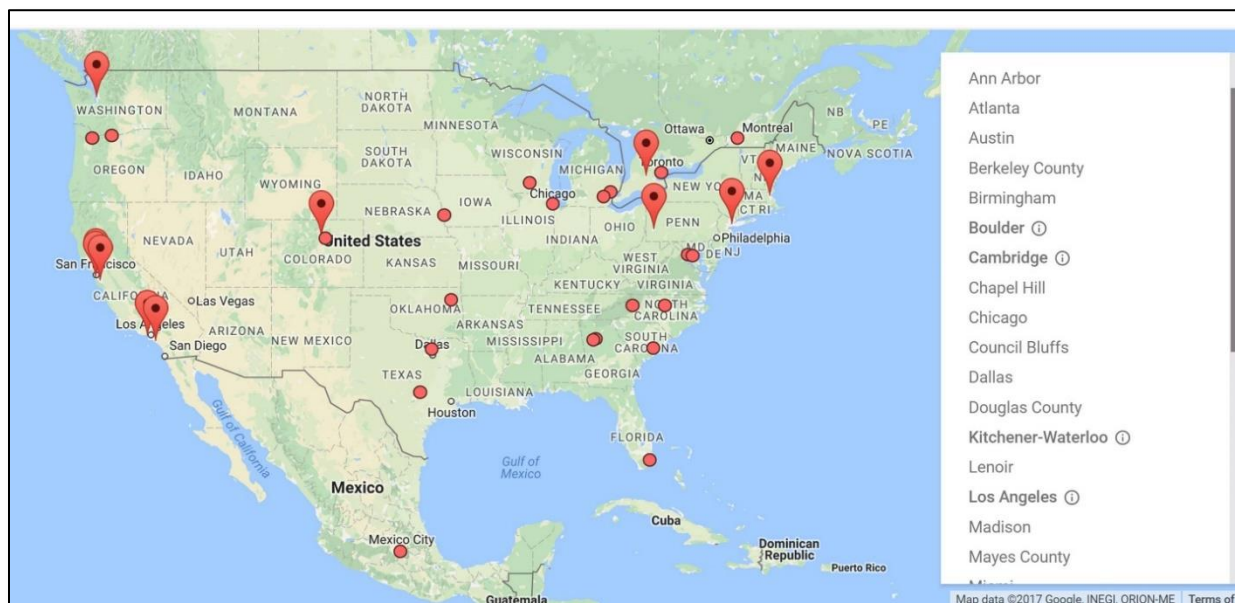 WASHINGTON
MONTANA
NORTH
DAKOTA
MINNESOTA
Ottawa
Montreal
NB
PE
MAINE
NOVA SCOTIA
OREGON
IDAHO
SOUTH
DAKOTA
WISCONSIN
MICHIGAN
Toronto
VT
WYOMING
Chicago
NEW YO
MA
CT RI
NEBRASKA
IOWA
ILLINOIS
INDIANA
OHIO
PENN
Philadelphia
MD
DE
NJ
NEVADA
UTAH
COLORADO
United States
KANSAS
MISSOURI
WEST
VIRGINIA
KENTUCKY
VIRGINIA
San Francisco
CALIFORNIA
Las Vegas
OKLAHOMA
TENNESSEE
NORTH
CAROLINA
Los Angeles
ARIZONA
NEW MEXICO
ARKANSAS
MISSISSIPPI
SOUTH
CAROLINA
San Diego
Dallas
ALABAMA
GEORGIA
TEXAS
LOUISIANA
Houston
FLORIDA
Gulf of California
Gulf of
Mexico
Mexico
Mexico City
Cuba
Dominican
Republic
Puerto Rico
Guatemala
Ann Arbor
Atlanta
Austin
Berkeley County
Birmingham
Boulder
Cambridge
Chapel Hill
Chicago
Council Bluffs
Dallas
Douglas County
Kitchener-Waterloo
Lenoir
Los Angeles
Madison
Mayes County
Miami
Map data ©2017 Google, INEGI, ORION-ME
Terms of